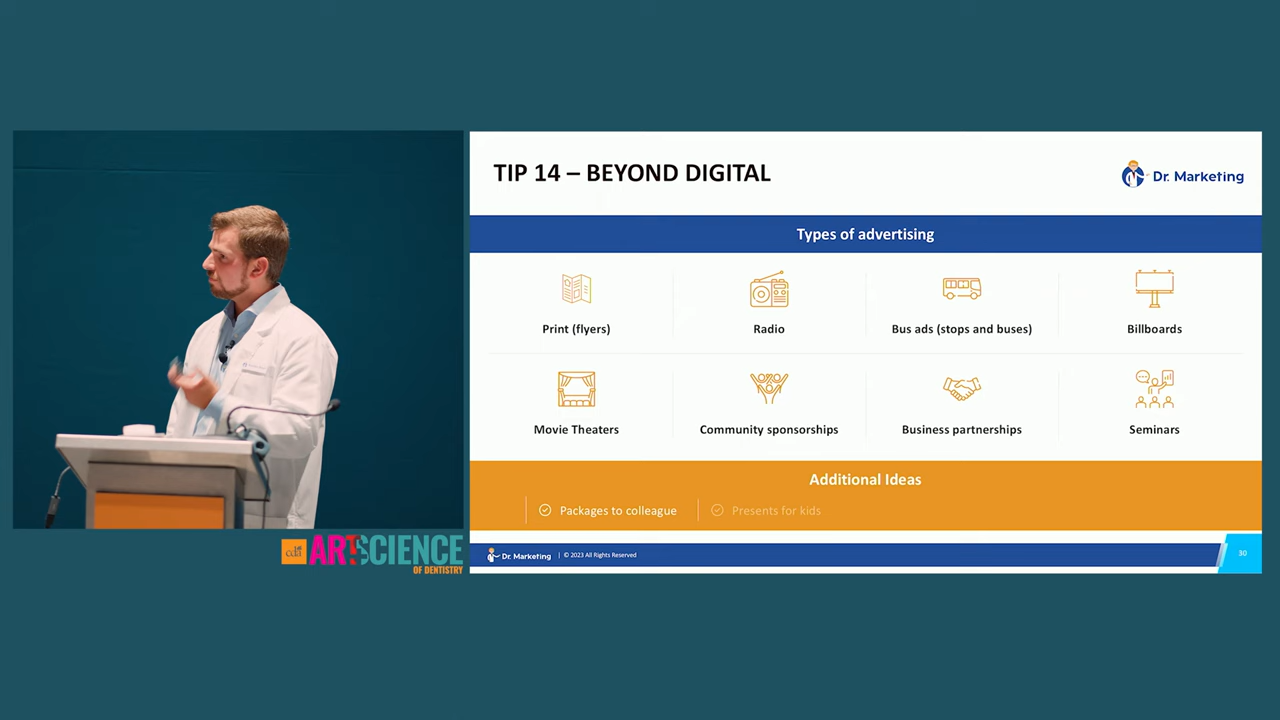 TIP 14 – BEYOND DIGITAL
Dr. Marketing
Types of advertising
Print (flyers)
Radio
Bus ads (stops and buses)
Billboards
Movie Theaters
Community sponsorships
Business partnerships
Seminars
Additional Ideas
Packages to colleague
Presents for kids
Dr. Marketing | © 2023 All Rights Reserved
30
cda
ART SCIENCE
OF DENTISTRY